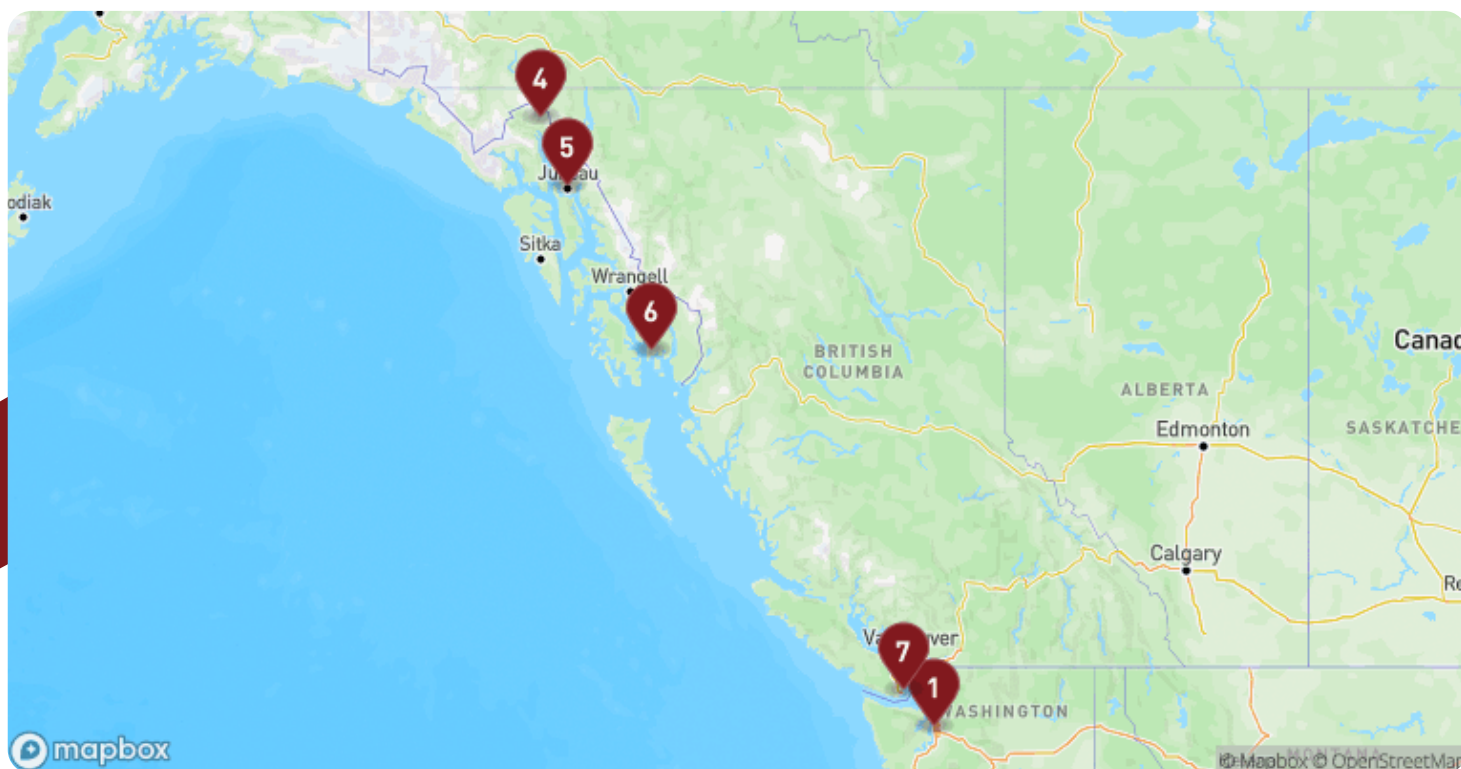 4
5
odiak
Sitka
Wrangell
6
BRITISH
COLUMBIA
Canad
ALBERTA
Edmonton
SASKATCHE
Calgary
Re
7
1
WASHINGTON
mapbox
© Mapbox © OpenStreetMap